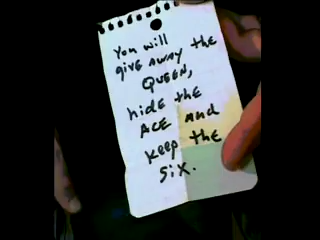 You will
give away the
QUEEN,
hide the
ACE and
keep the
six.